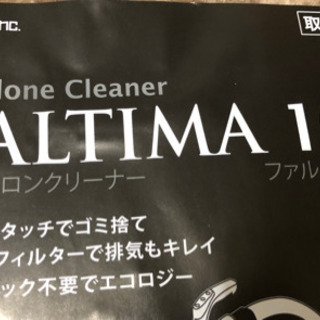 nc.
取
lone Cleaner
ALTIMA 1
ロンクリーナー
ファル
タッチでゴミ捨て
フィルターで排気もキレイ
ック不要でエコロジー